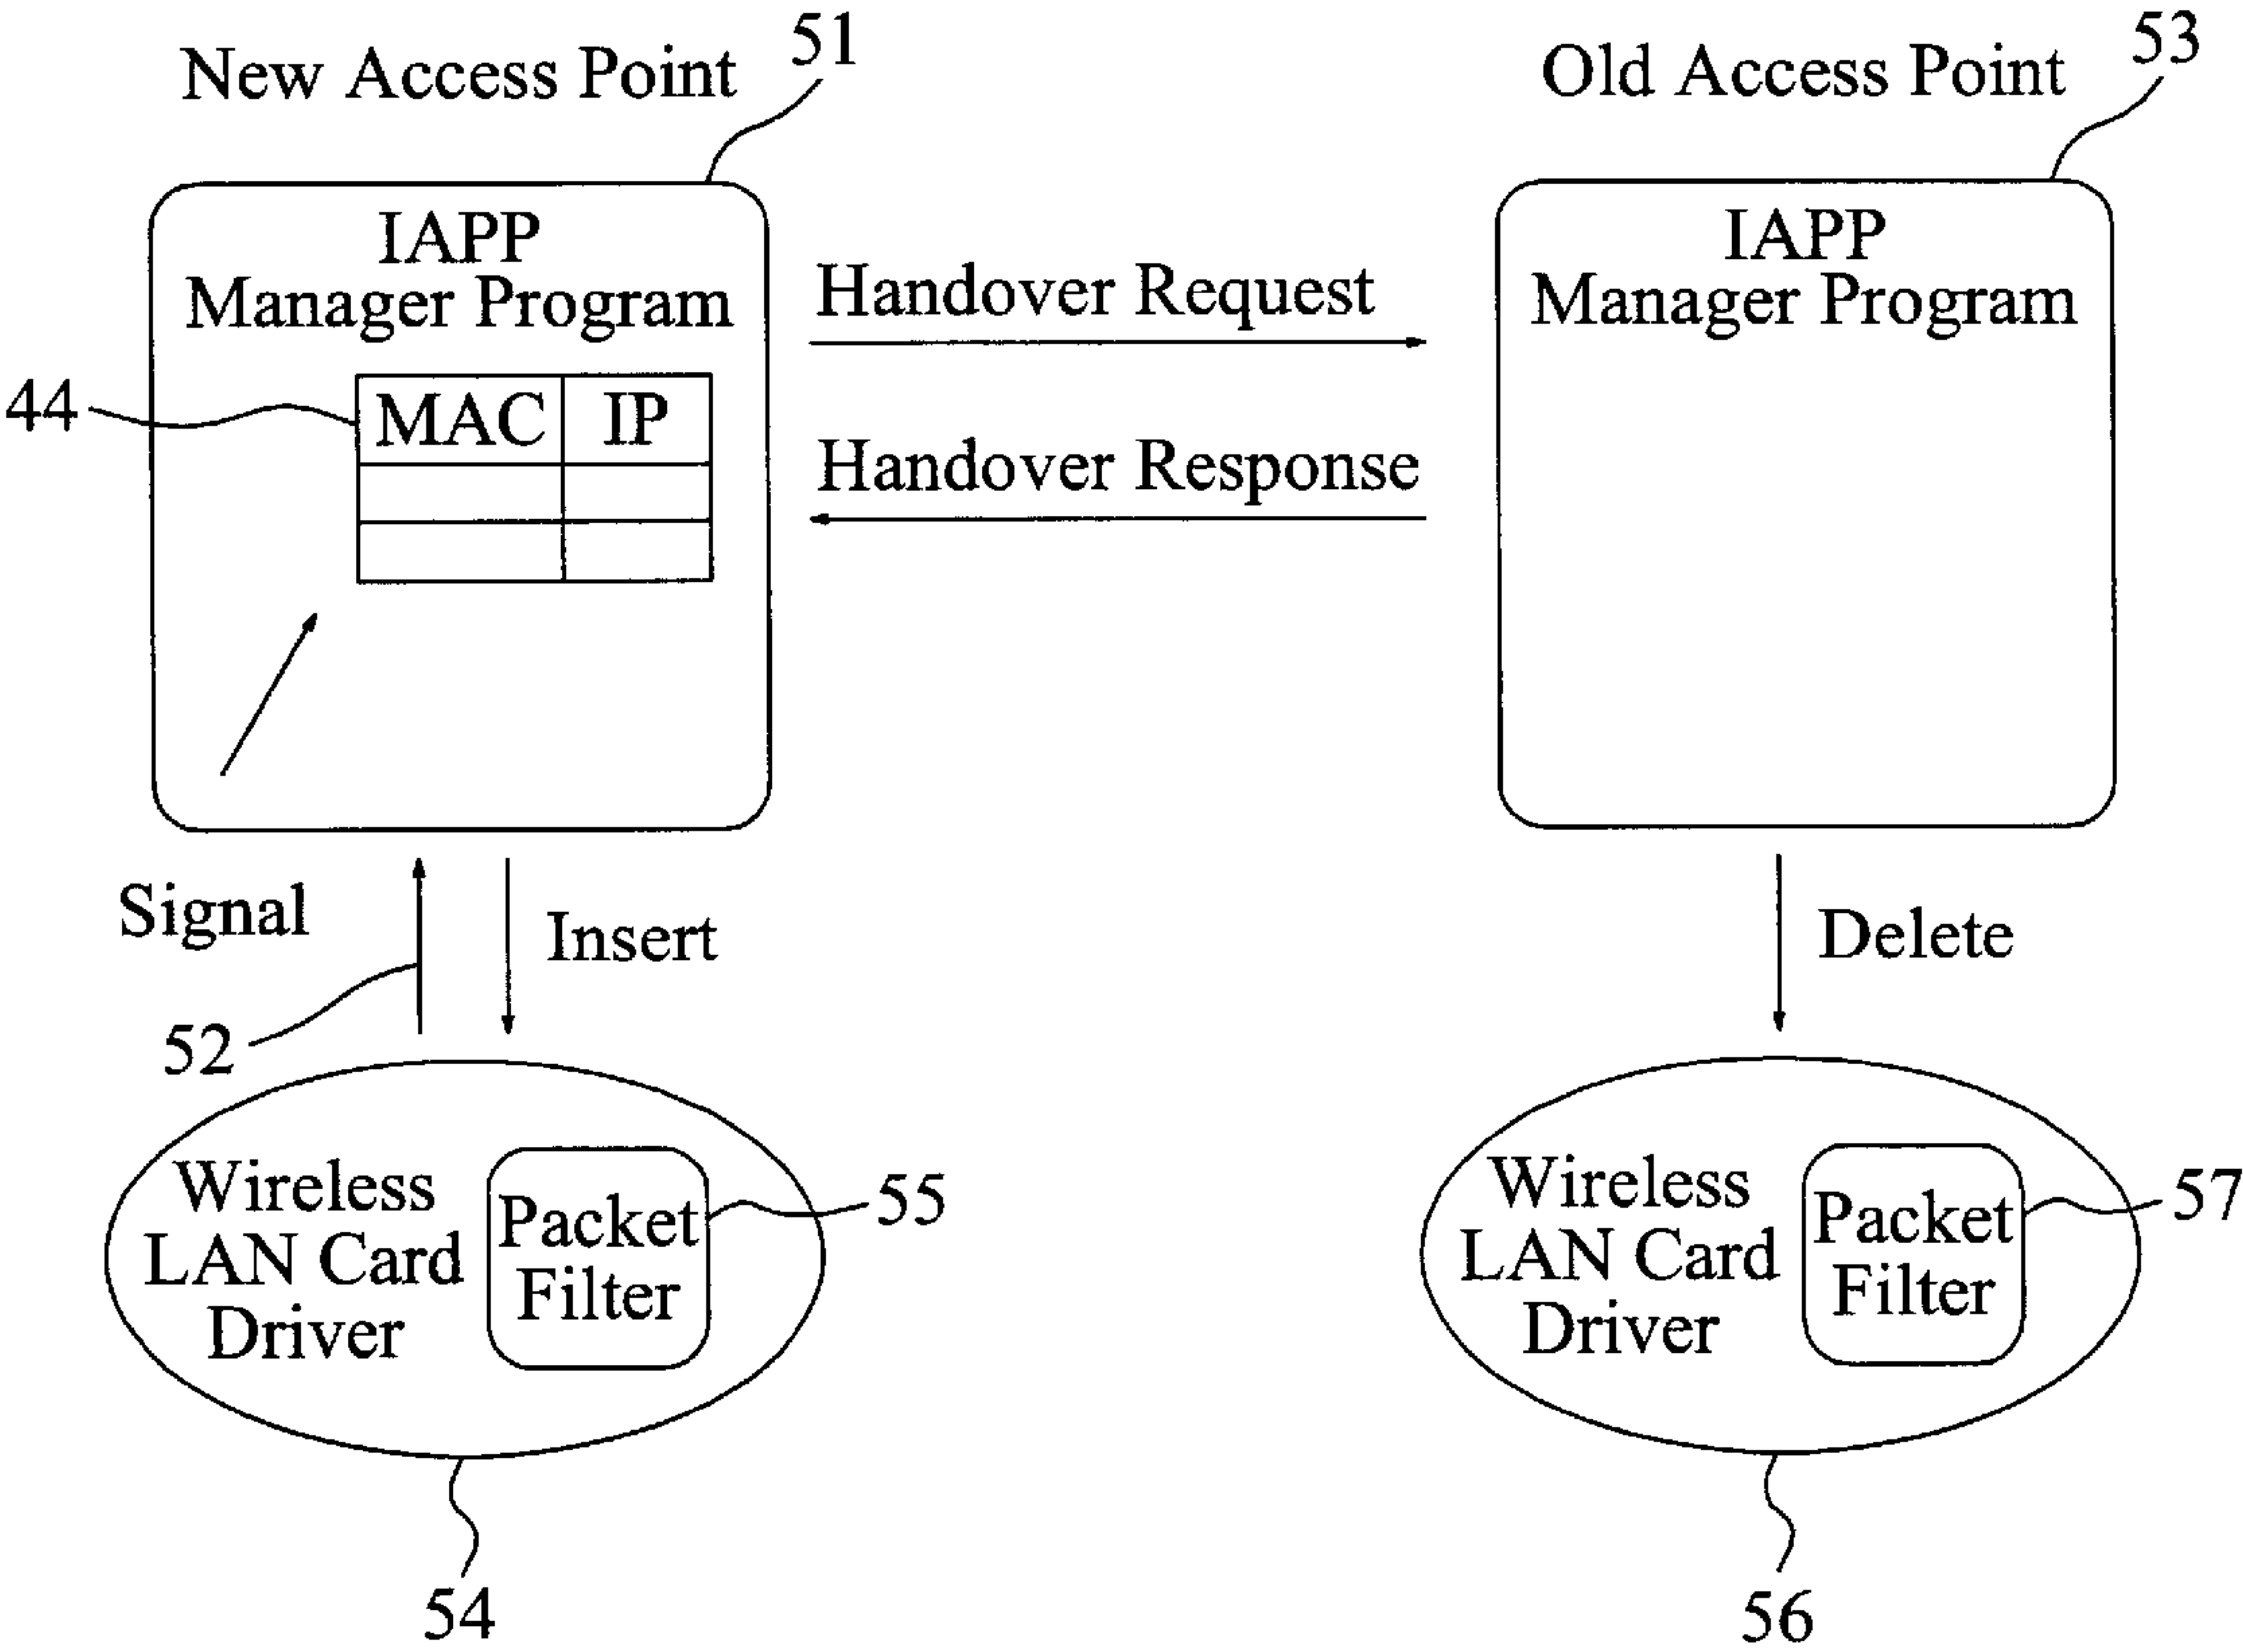 New Access Point
51
Old Access Point
53
IAPP
Manager Program
44
MAC IP
Handover Request
Handover Response
IAPP
Manager Program
Signal
Insert
52
Delete
Wireless
LAN Card
Driver
Packet
Filter
55
54
Wireless
LAN Card
Driver
Packet
Filter
57
56